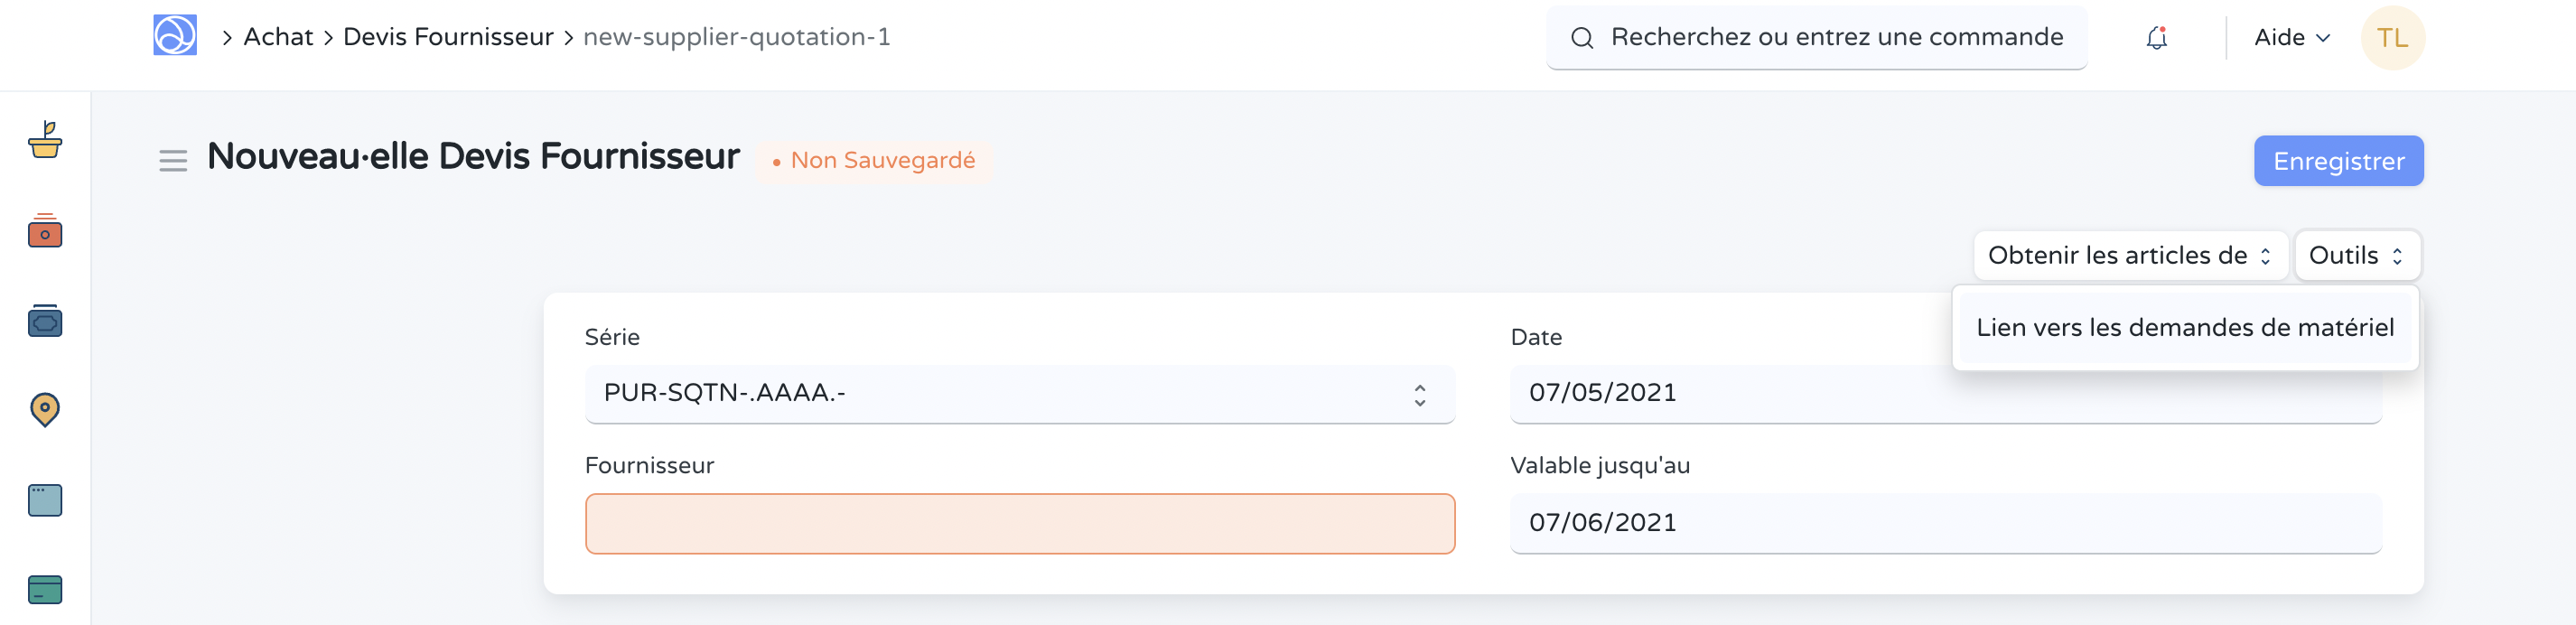 Achat > Devis Fournisseur > new-supplier-quotation-1
Recherchez ou entrez une commande
Aide
TL
Nouveau·elle Devis Fournisseur
• Non Sauvegardé
Enregistrer
Obtenir les articles de
Outils
Lien vers les demandes de matériel
Série
PUR-SQTN-.AAAA.-
Date
07/05/2021
Fournisseur
Valable jusqu'au
07/06/2021